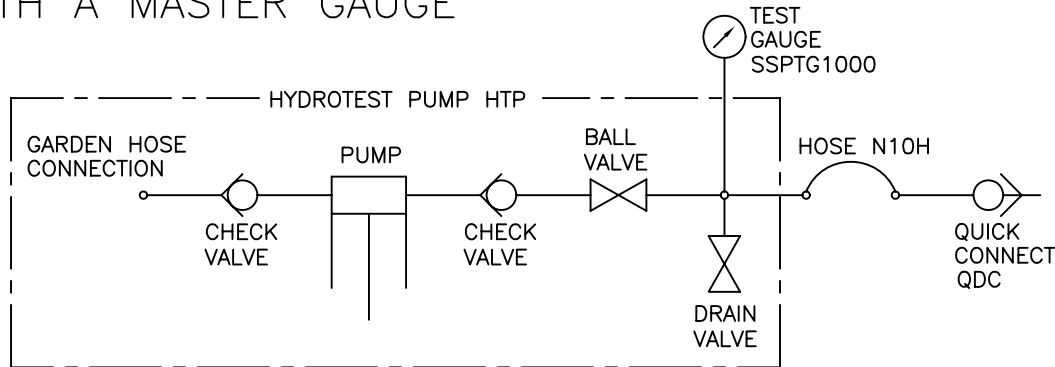 WITH A MASTER GAUGE
TEST
GAUGE
SSPTG1000
HYDROTEST PUMP HTP
GARDEN HOSE
CONNECTION
PUMP
BALL
VALVE
HOSE N10H
CHECK
VALVE
CHECK
VALVE
QUICK
CONNECT
QDC
DRAIN
VALVE